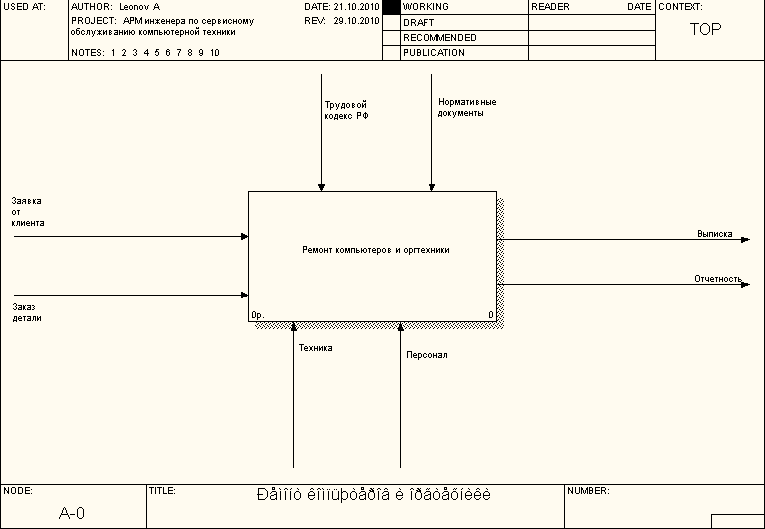 USED AT:
AUTHOR: Leonov A
DATE: 21.10.2010
PROJECT: АРМ инженера по сервисному
обслуживанию компьютерной техники
REV: 29.10.2010
NOTES: 1 2 3 4 5 6 7 8 9 10
WORKING
DRAFT
RECOMMENDED
PUBLICATION
READER
DATE
CONTEXT:
TOP
Трудовой
кодекс РФ
Нормативные
документы
Заявка
от
клиента
Ремонт компьютеров и оргтехники
Выписка
Отчетность
Заказ
детали
0р.
0
Техника
Персонал
NODE:
A-0
TITLE:
Ðåìîíò êîìïüþòåðîâ è îðãòåõíèêè
NUMBER: